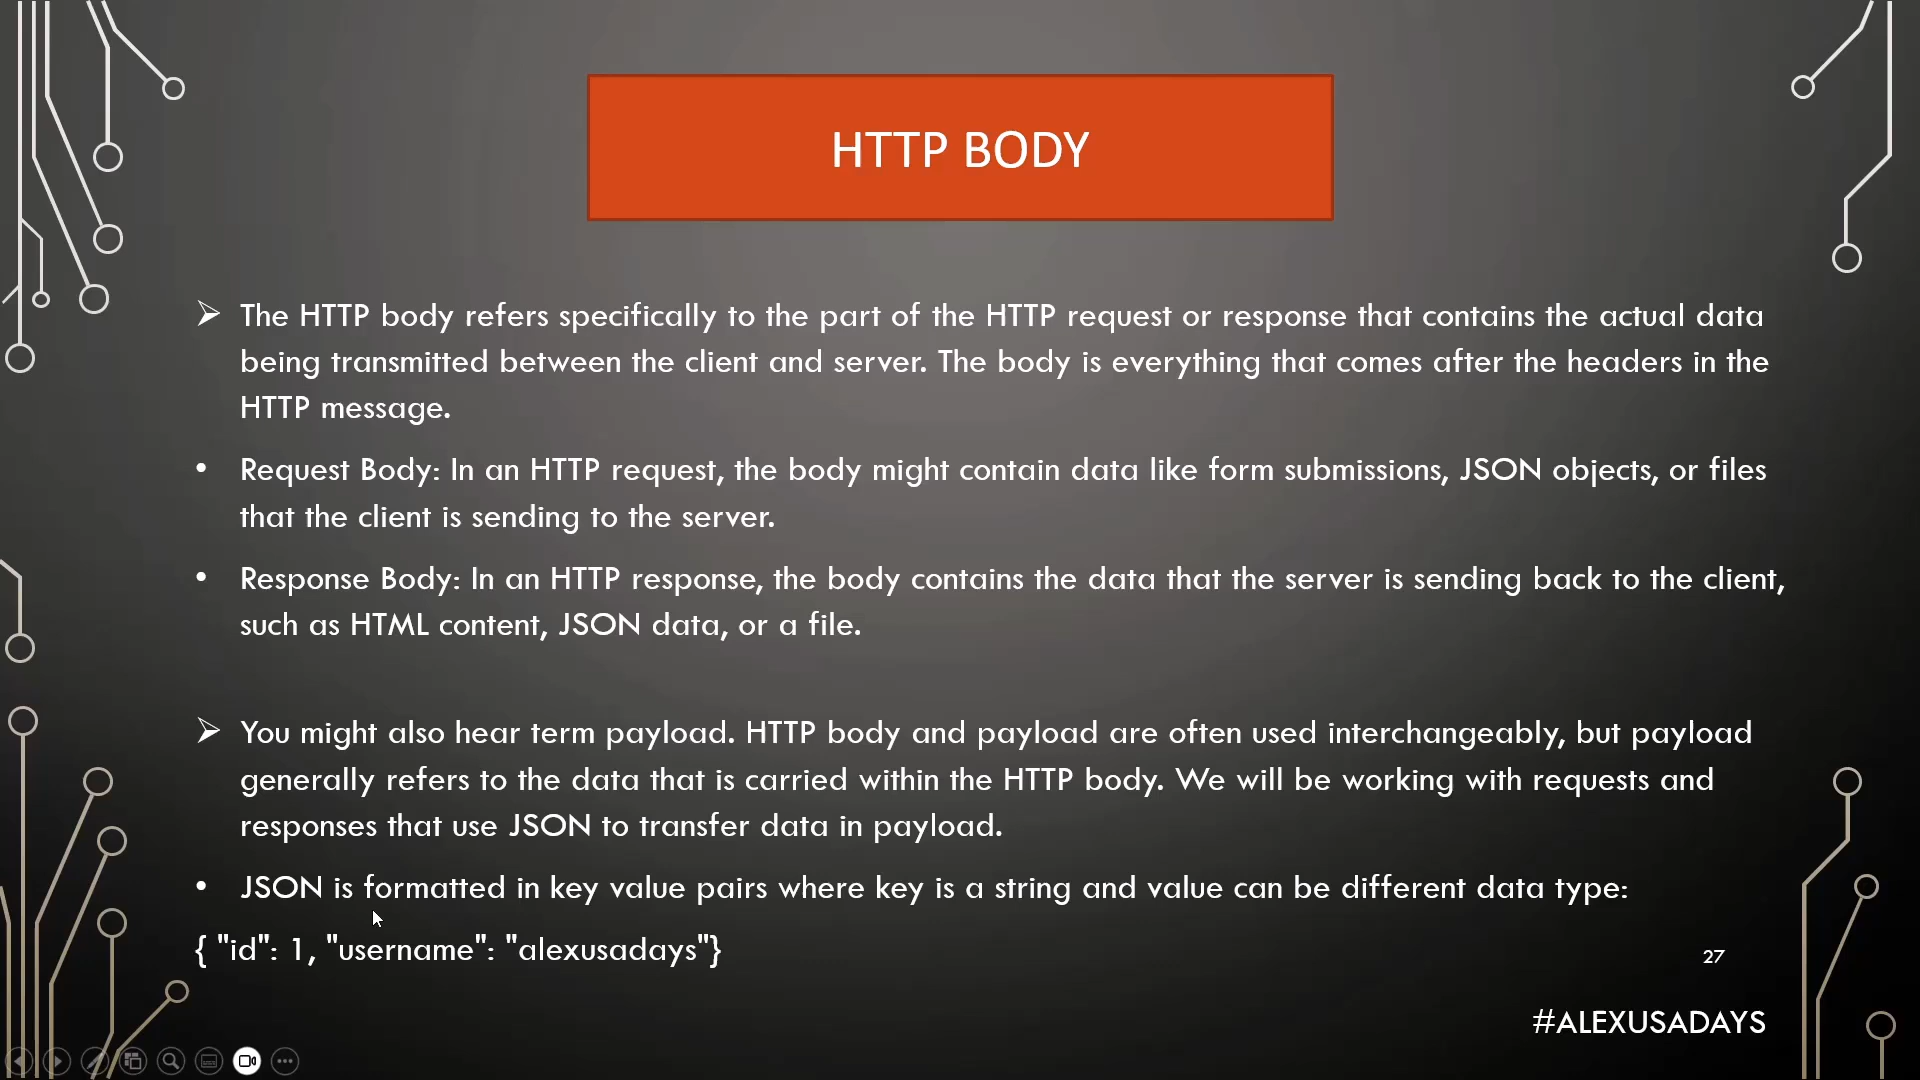 HTTP BODY
➢ The HTTP body refers specifically to the part of the HTTP request or response that contains the actual data
being transmitted between the client and server. The body is everything that comes after the headers in the
HTTP message.
• Request Body: In an HTTP request, the body might contain data like form submissions, JSON objects, or files
that the client is sending to the server.
• Response Body: In an HTTP response, the body contains the data that the server is sending back to the client,
such as HTML content, JSON data, or a file.
➢ You might also hear term payload. HTTP body and payload are often used interchangeably, but payload
generally refers to the data that is carried within the HTTP body. We will be working with requests and
responses that use JSON to transfer data in payload.
• JSON is formatted in key value pairs where key is a string and value can be different data type:
{ "id": 1, "username": "alexusadays"}
27
#ALEXUSADAYS